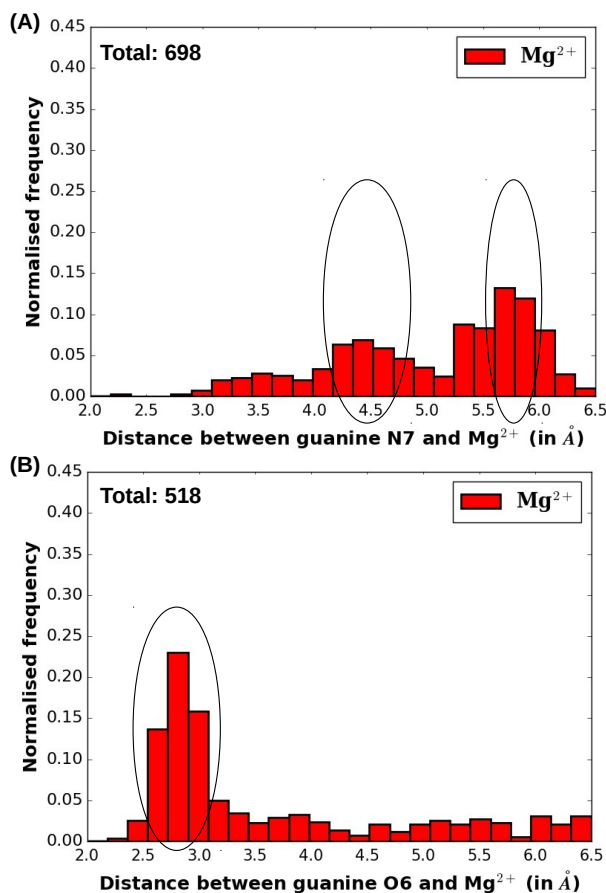 (A)
Total: 698
Mg²⁺
Normalised frequency
0.45
0.40
0.35
0.30
0.25
0.20
0.15
0.10
0.05
0.00
2.0 2.5 3.0 3.5 4.0 4.5 5.0 5.5 6.0 6.5
Distance between guanine N7 and Mg²⁺ (in Å)
(B)
Total: 518
Mg²⁺
Normalised frequency
0.45
0.40
0.35
0.30
0.25
0.20
0.15
0.10
0.05
0.00
2.0 2.5 3.0 3.5 4.0 4.5 5.0 5.5 6.0 6.5
Distance between guanine O6 and Mg²⁺ (in Å)